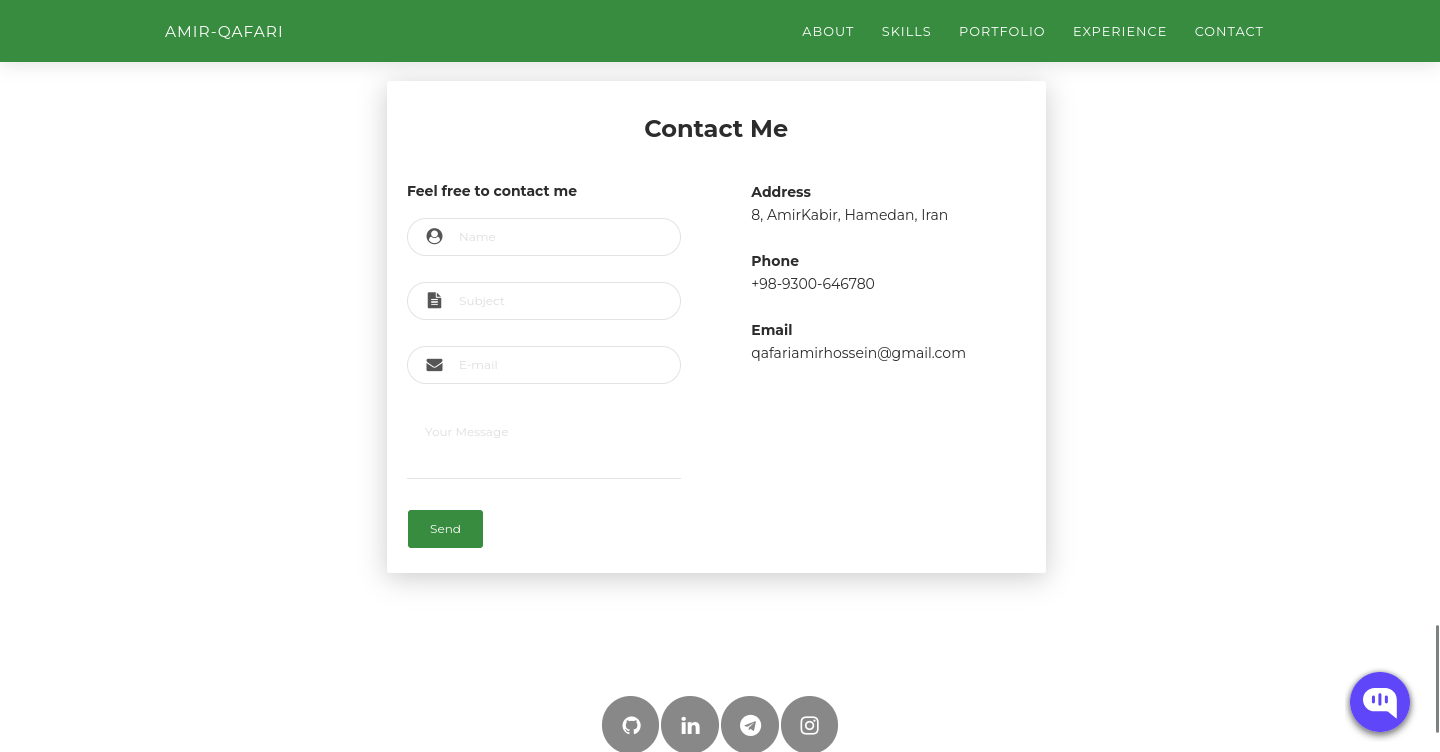 AMIR-QAFARI
ABOUT SKILLS PORTFOLIO EXPERIENCE CONTACT
Contact Me
Feel free to contact me
Name
Subject
E-mail
Your Message
Send
Address
8, AmirKabir, Hamedan, Iran
Phone
+98-9300-646780
Email
qafariamirhossein@gmail.com